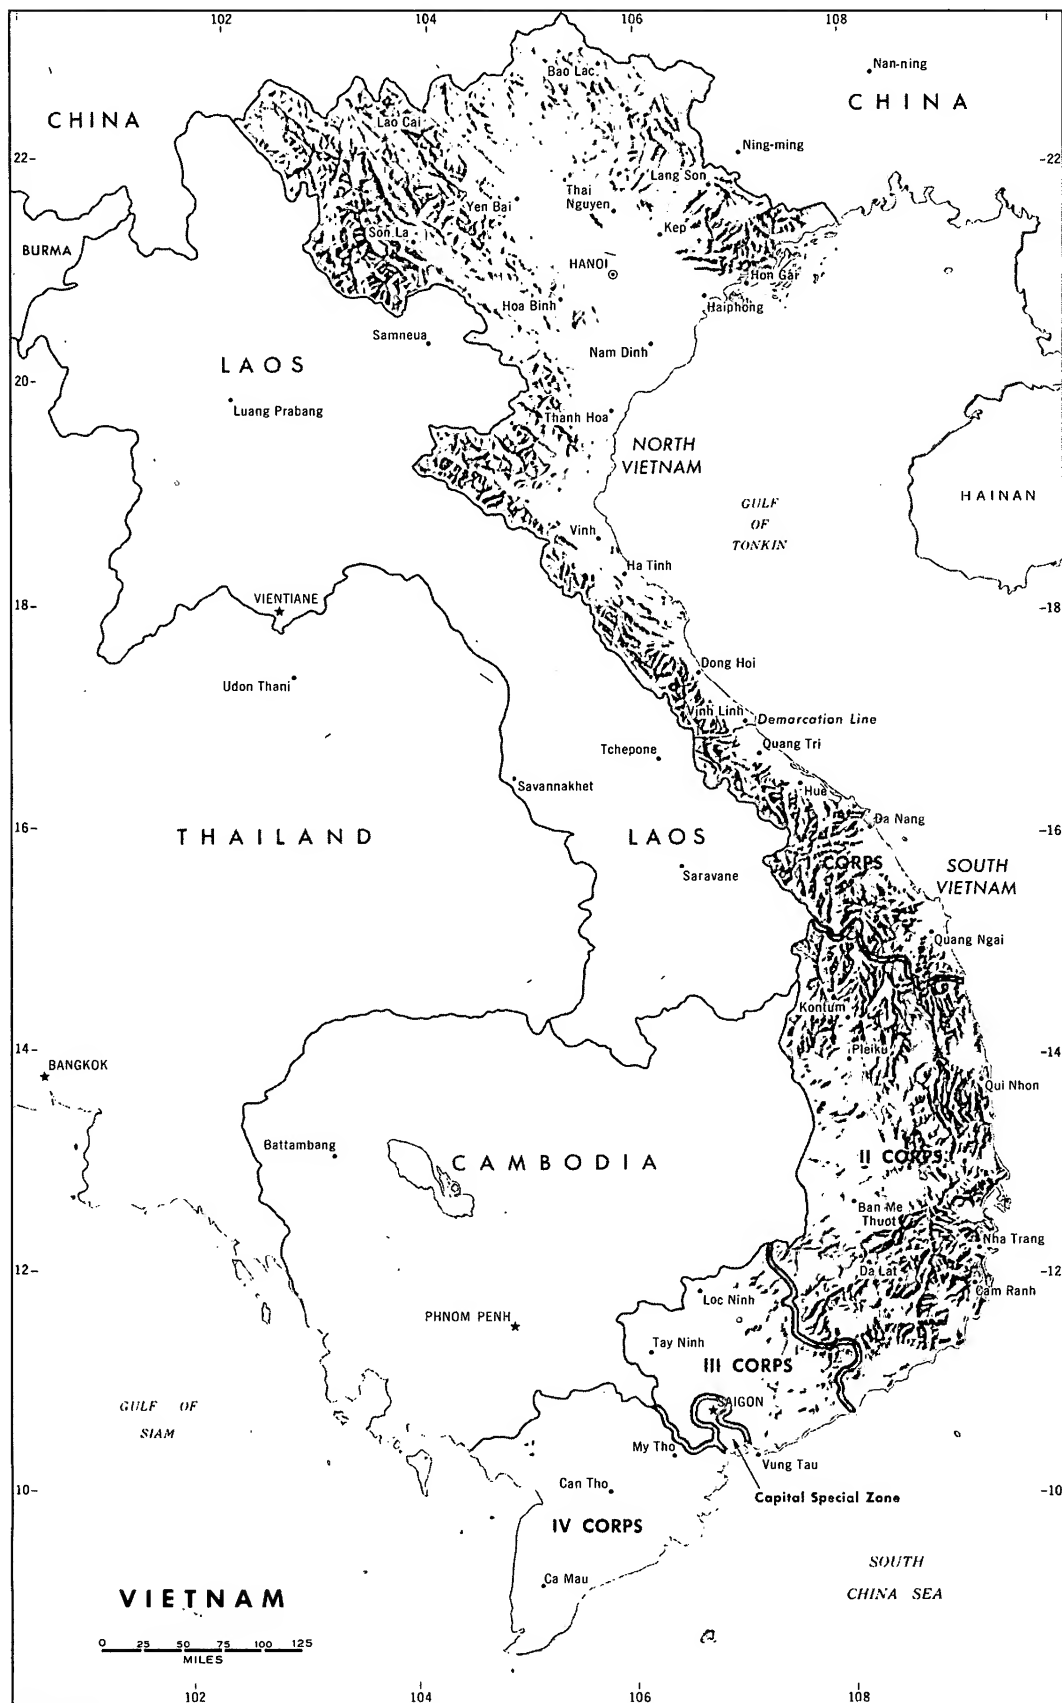 102 104 106 108
Bao Lac
Nan-ning
CHINA
CHINA
Lao Cai
Ning-ming
22- -22
Lang Son
Thai
Nguyen
Yen Bai
Kep
Son La
BURMA
HANOI
Hon Gai
Hoa Binh
Haiphong
Samneua
Nam Dinh
LAOS
20- -20
Luang Prabang
Thanh Hoa
NORTH
VIETNAM
HAINAN
GULF
OF
TONKIN
Vinh
Ha Tinh
VIENTIANE
18- -18
Dong Hoi
Udon Thani
Vinh Linh
Demarcation Line
Quang Tri
Tchepone
Savannakhet
Hue
Da Nang
16- -16
THAILAND
LAOS
I CORPS
SOUTH
VIETNAM
Saravane
Quang Ngai
Kontum
Pleiku
14- -14
BANGKOK
Qui Nhon
Battambang
CAMBODIA
II CORPS
Ban Me
Thuot
Nha Trang
12- -12
Da Lat
Cam Ranh
Loc Ninh
PHNOM PENH
Tay Ninh
III CORPS
SAIGON
GULF OF
SIAM
My Tho
Vung Tau
Can Tho
10- -10
Capital Special Zone
IV CORPS
SOUTH
CHINA SEA
Ca Mau
VIETNAM
0 25 50 75 100 125
MILES
102 104 106 108